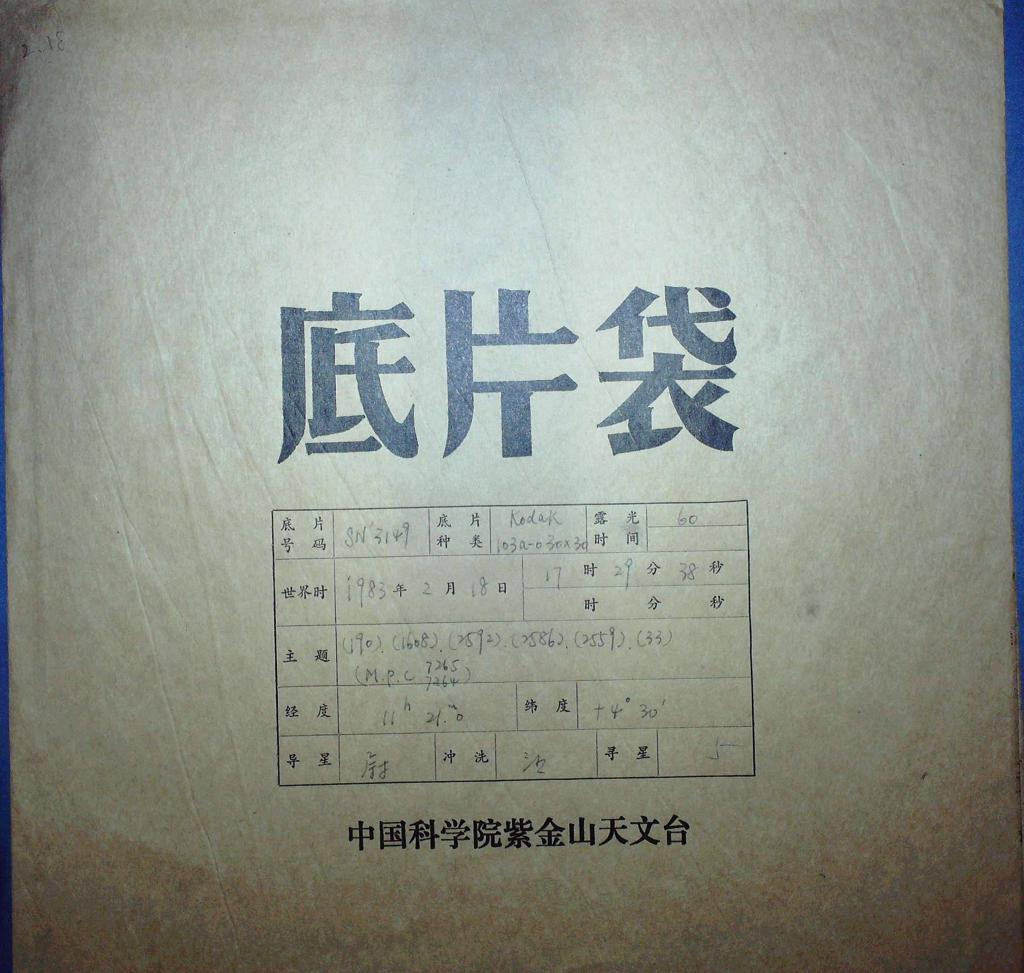 2.18
底片袋
底片号码 SN3149 底片种类 Kodak 103a-O 30×30 露光时间 60
世界时 1983年2月18日 17时29分38秒
时 分 秒
主题 (190).(1608).(2592).(2586).(2559).(33)
(M.P.C 7265
7264)
经度 11h 21.m0 纬度 +4° 30′
导星 冲洗 寻星 5
中国科学院紫金山天文台